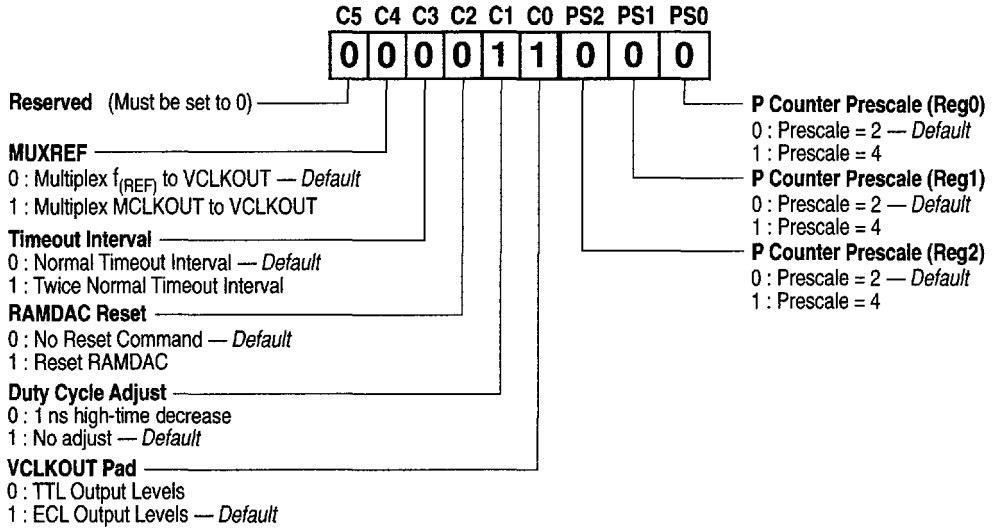 C5 C4 C3 C2 C1 C0 PS2 PS1 PS0
0 0 0 0 1 1 0 0 0
Reserved (Must be set to 0)
MUXREF
0 : Multiplex f(REF) to VCLKOUT — Default
1 : Multiplex MCLKOUT to VCLKOUT
Timeout Interval
0 : Normal Timeout Interval — Default
1 : Twice Normal Timeout Interval
RAMDAC Reset
0 : No Reset Command — Default
1 : Reset RAMDAC
Duty Cycle Adjust
0 : 1 ns high-time decrease
1 : No adjust — Default
VCLKOUT Pad
0 : TTL Output Levels
1 : ECL Output Levels — Default
P Counter Prescale (Reg0)
0 : Prescale = 2 — Default
1 : Prescale = 4
P Counter Prescale (Reg1)
0 : Prescale = 2 — Default
1 : Prescale = 4
P Counter Prescale (Reg2)
0 : Prescale = 2 — Default
1 : Prescale = 4